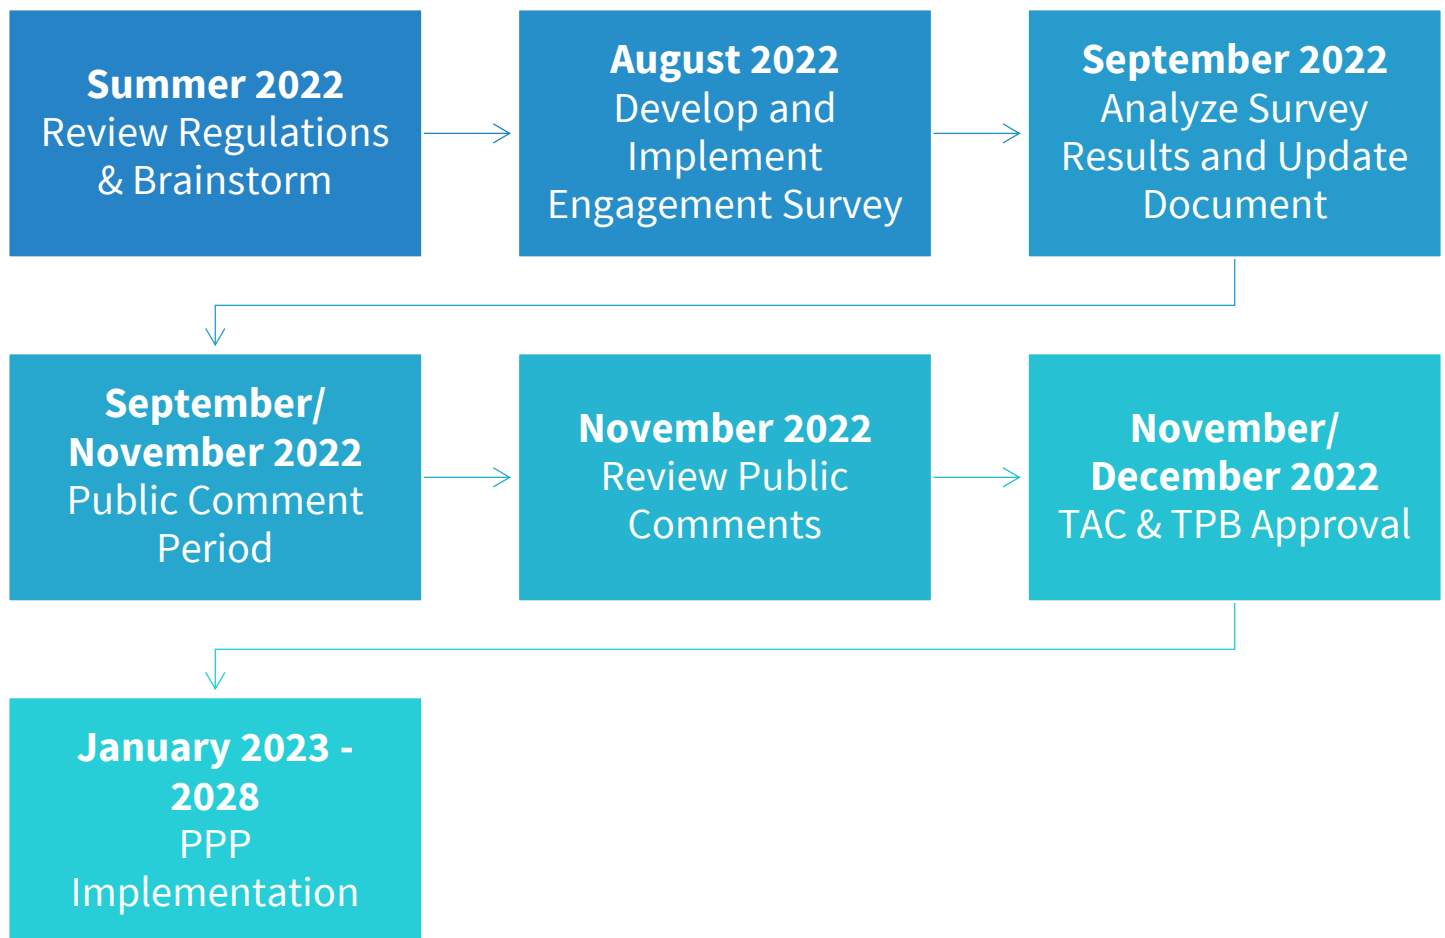 Summer 2022
Review Regulations
& Brainstorm
August 2022
Develop and
Implement
Engagement Survey
September 2022
Analyze Survey
Results and Update
Document
September/
November 2022
Public Comment
Period
November 2022
Review Public
Comments
November/
December 2022
TAC & TPB Approval
January 2023 -
2028
PPP
Implementation